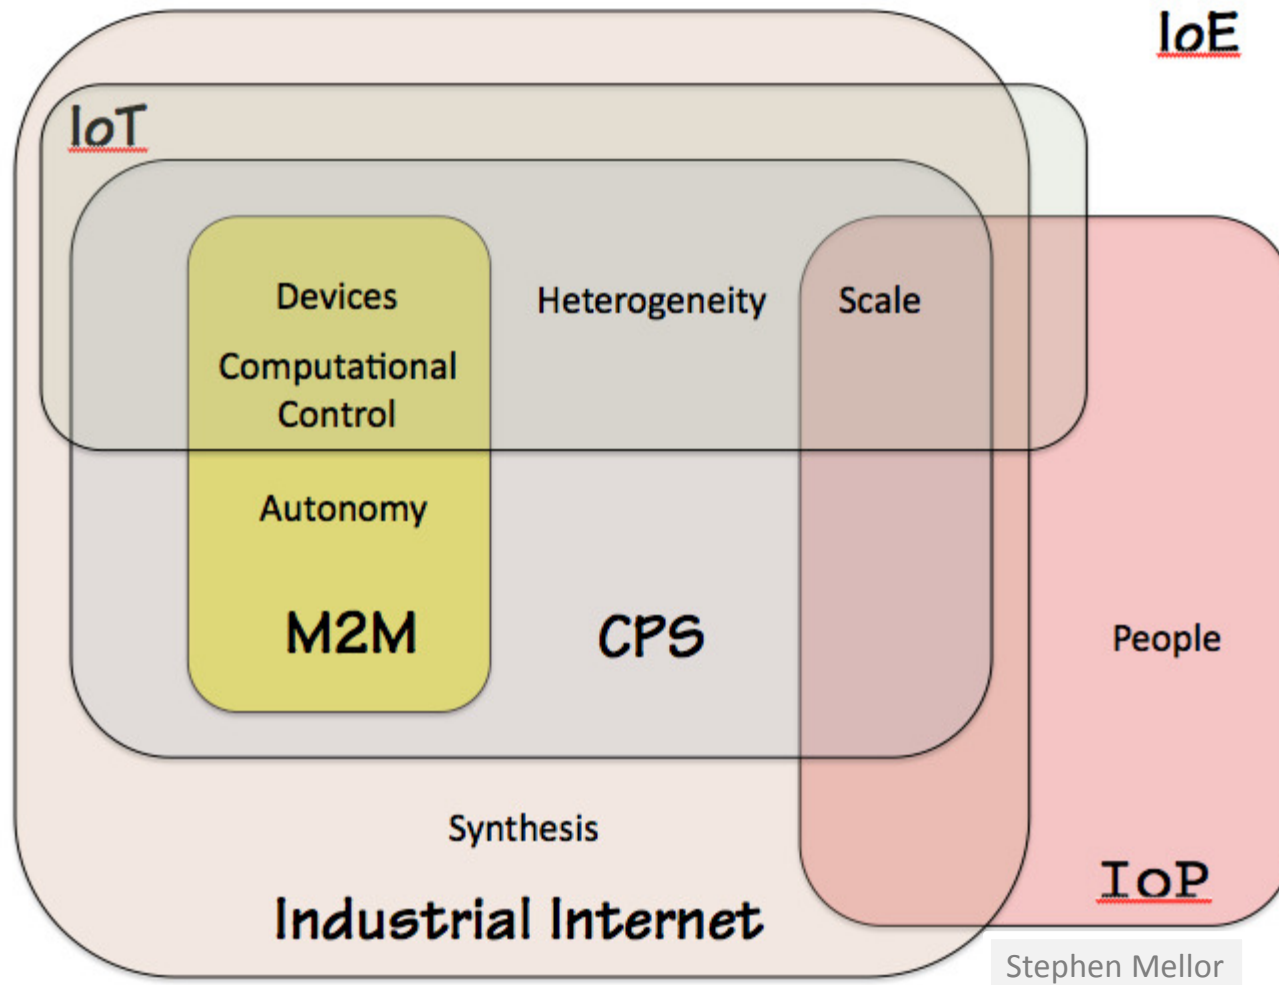 IoE
IoT
Devices
Heterogeneity
Scale
Computational
Control
Autonomy
M2M
CPS
People
Synthesis
IoP
Industrial Internet
Stephen Mellor